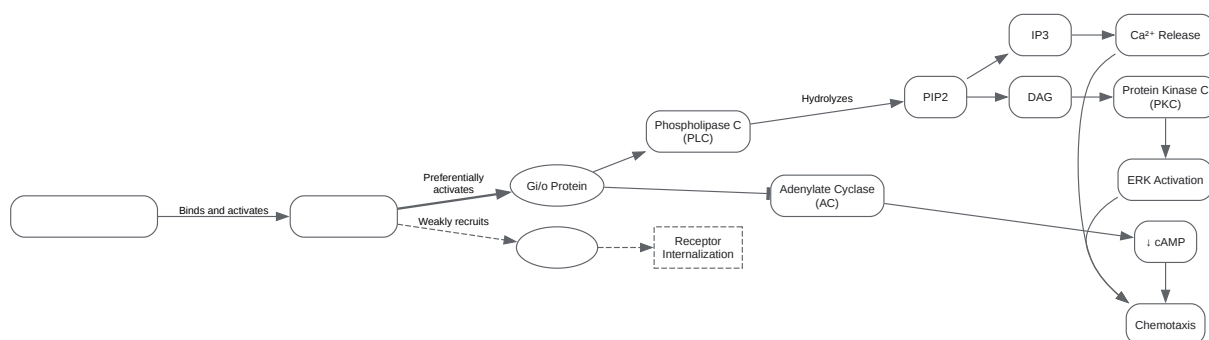 IP3
Ca²⁺ Release
PIP2
DAG
Protein Kinase C
(PKC)
Hydrolyzes
Phospholipase C
(PLC)
Preferentially
activates
Gi/o Protein
Adenylate Cyclase
(AC)
ERK Activation
Binds and activates
Weakly recruits
Receptor
Internalization
↓ cAMP
Chemotaxis